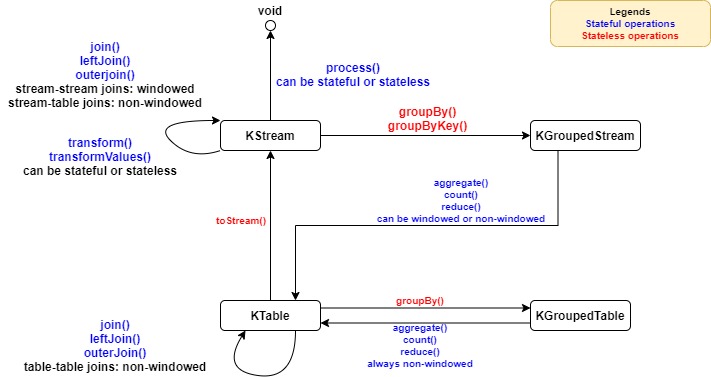 void
Legends
Stateful operations
Stateless operations
join()
leftJoin()
outerjoin()
stream-stream joins: windowed
stream-table joins: non-windowed
process()
can be stateful or stateless
groupBy()
groupByKey()
KStream
KGroupedStream
transform()
transformValues()
can be stateful or stateless
aggregate()
count()
reduce()
can be windowed or non-windowed
toStream()
groupBy()
KTable
KGroupedTable
join()
leftJoin()
outerJoin()
table-table joins: non-windowed
aggregate()
count()
reduce()
always non-windowed